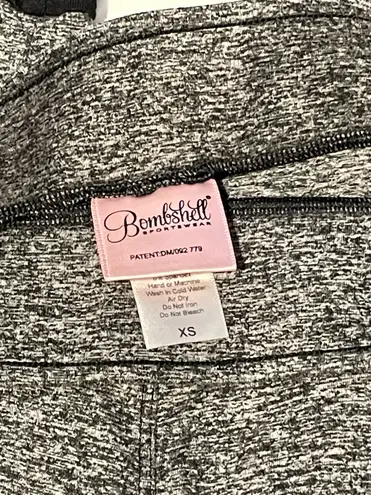 Bombshell
SPORTSWEAR
PATENT:DM/092 779
Hand or Machine
Wash in Cold Water
Air Dry
Do Not Iron
Do Not Bleach
XS